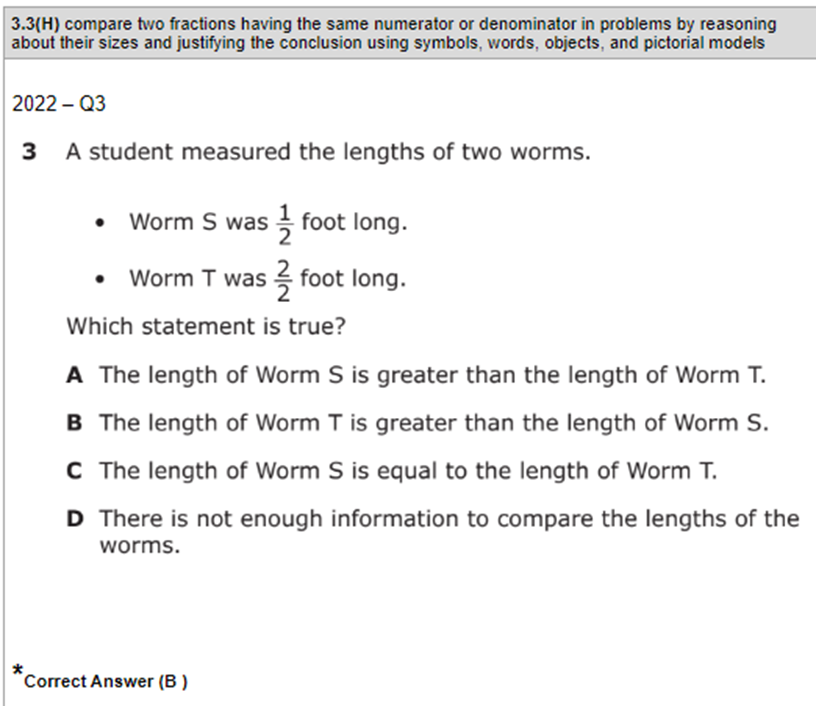 3.3(H) compare two fractions having the same numerator or denominator in problems by reasoning
about their sizes and justifying the conclusion using symbols, words, objects, and pictorial models
2022 – Q3
3 A student measured the lengths of two worms.
• Worm S was 1/2 foot long.
• Worm T was 2/2 foot long.
Which statement is true?
A The length of Worm S is greater than the length of Worm T.
B The length of Worm T is greater than the length of Worm S.
C The length of Worm S is equal to the length of Worm T.
D There is not enough information to compare the lengths of the
worms.
*Correct Answer (B )